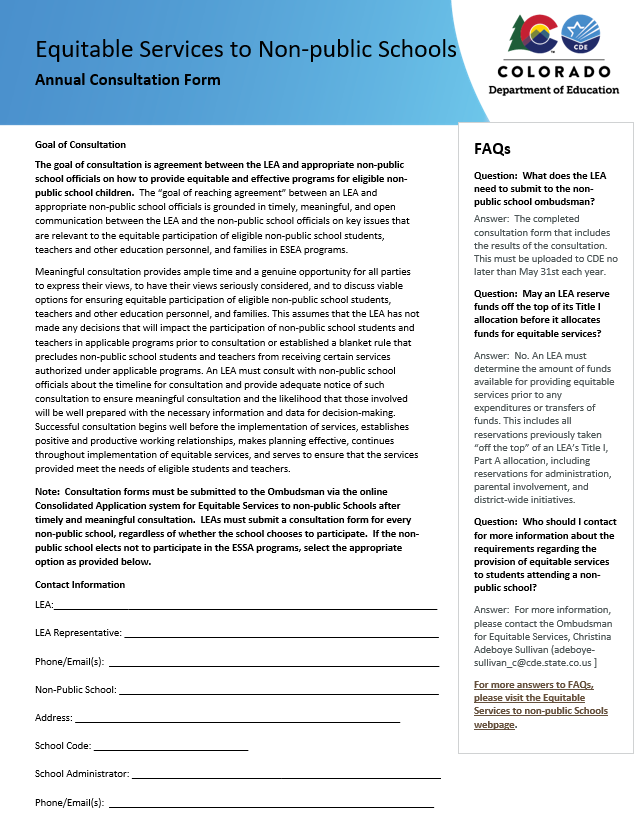 Equitable Services to Non-public Schools
Annual Consultation Form
CDE
COLORADO
Department of Education
Goal of Consultation
The goal of consultation is agreement between the LEA and appropriate non-public
school officials on how to provide equitable and effective programs for eligible non-
public school children. The “goal of reaching agreement” between an LEA and
appropriate non-public school officials is grounded in timely, meaningful, and open
communication between the LEA and the non-public school officials on key issues that
are relevant to the equitable participation of eligible non-public school students,
teachers and other education personnel, and families in ESEA programs.
Meaningful consultation provides ample time and a genuine opportunity for all parties
to express their views, to have their views seriously considered, and to discuss viable
options for ensuring equitable participation of eligible non-public school students,
teachers and other education personnel, and families. This assumes that the LEA has not
made any decisions that will impact the participation of non-public school students and
teachers in applicable programs prior to consultation or established a blanket rule that
precludes non-public school students and teachers from receiving certain services
authorized under applicable programs. An LEA must consult with non-public school
officials about the timeline for consultation and provide adequate notice of such
consultation to ensure meaningful consultation and the likelihood that those involved
will be well prepared with the necessary information and data for decision-making.
Successful consultation begins well before the implementation of services, establishes
positive and productive working relationships, makes planning effective, continues
throughout implementation of equitable services, and serves to ensure that the services
provided meet the needs of eligible students and teachers.
Note: Consultation forms must be submitted to the Ombudsman via the online
Consolidated Application system for Equitable Services to non-public Schools after
timely and meaningful consultation. LEAs must submit a consultation form for every
non-public school, regardless of whether the school chooses to participate. If the non-
public school elects not to participate in the ESSA programs, select the appropriate
option as provided below.
Contact Information
LEA:
LEA Representative:
Phone/Email(s):
Non-Public School:
Address:
School Code:
School Administrator:
Phone/Email(s):
FAQs
Question: What does the LEA
need to submit to the non-
public school ombudsman?
Answer: The completed
consultation form that includes
the results of the consultation.
This must be uploaded to CDE no
later than May 31st each year.
Question: May an LEA reserve
funds off the top of its Title I
allocation before it allocates
funds for equitable services?
Answer: No. An LEA must
determine the amount of funds
available for providing equitable
services prior to any
expenditures or transfers of
funds. This includes all
reservations previously taken
“off the top” of an LEA’s Title I,
Part A allocation, including
reservations for administration,
parental involvement, and
district-wide initiatives.
Question: Who should I contact
for more information about the
requirements regarding the
provision of equitable services
to students attending a non-
public school?
Answer: For more information,
please contact the Ombudsman
for Equitable Services, Christina
Adeboye Sullivan (adeboye-
sullivan_c@cde.state.co.us ]
For more answers to FAQs,
please visit the Equitable
Services to non-public Schools
webpage.